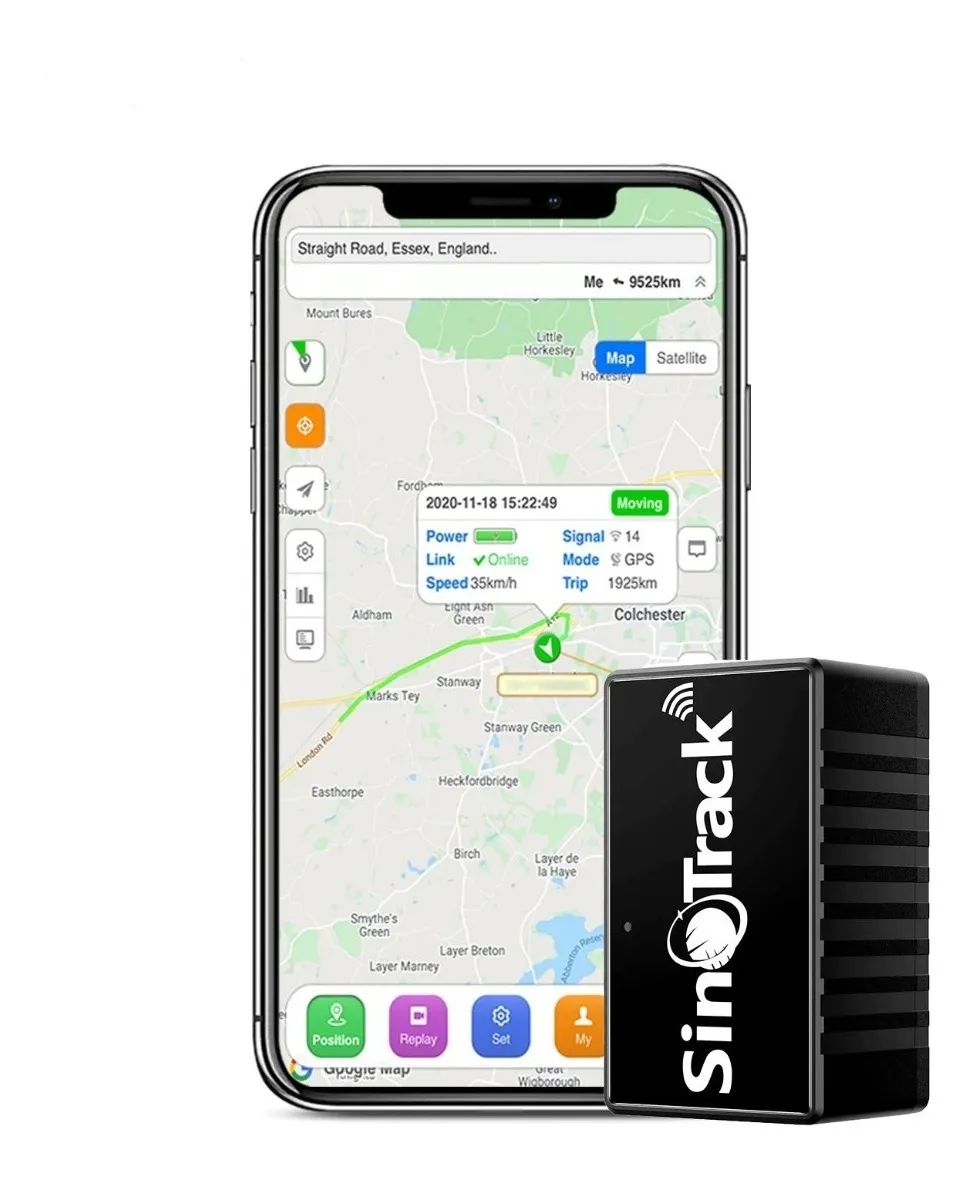 Straight Road, Essex, England..
Me 9525km
Mount Bures
Little
Horkesley
Map Satellite
Horkesley
Fordham
2020-11-18 15:22:49 Moving
Power Signal 14
Link Online Mode GPS
Speed 35km/h Trip 1925km
Aldham
Eight Ash
Green
Colchester
Stanway
Marks Tey
Stanway Green
London Rd
Heckfordbridge
Easthorpe
Birch
Layer de
la Haye
Smythe's
Green
Layer Breton
Layer Marney
Abberton Reser
Position Replay Set My
Google Map
Great
Wigborough
SinoTrack